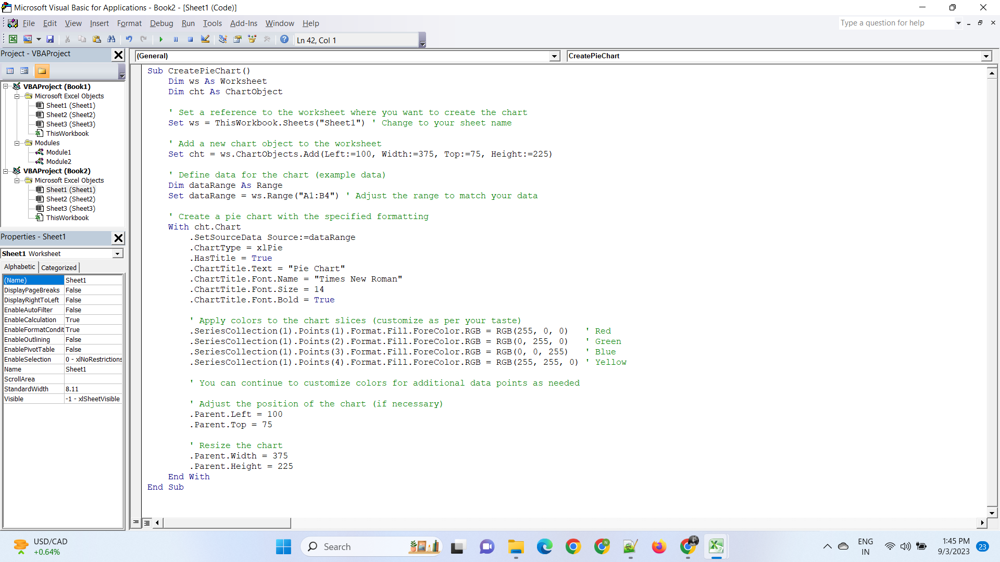 Microsoft Visual Basic for Applications - Book2 - [Sheet1 (Code)]
File Edit View Insert Format Debug Run Tools Add-Ins Window Help
Type a question for help
Ln 42, Col 1
Project - VBAProject
VBAProject (Book1)
Microsoft Excel Objects
Sheet1 (Sheet1)
Sheet2 (Sheet2)
Sheet3 (Sheet3)
ThisWorkbook
Modules
Module1
Module2
VBAProject (Book2)
Microsoft Excel Objects
Sheet1 (Sheet1)
Sheet2 (Sheet2)
Sheet3 (Sheet3)
ThisWorkbook
Properties - Sheet1
Sheet1 Worksheet
Alphabetic Categorized
(Name) Sheet1
DisplayPageBreaks False
DisplayRightToLeft False
EnableAutoFilter False
EnableCalculation True
EnableFormatCondit True
EnableOutlining False
EnablePivotTable False
EnableSelection 0 - xlNoRestrictions
Name Sheet1
ScrollArea
StandardWidth 8.11
Visible -1 - xlSheetVisible
(General) CreatePieChart
Sub CreatePieChart()
    Dim ws As Worksheet
    Dim cht As ChartObject
    ' Set a reference to the worksheet where you want to create the chart
    Set ws = ThisWorkbook.Sheets("Sheet1") ' Change to your sheet name
    ' Add a new chart object to the worksheet
    Set cht = ws.ChartObjects.Add(Left:=100, Width:=375, Top:=75, Height:=225)
    ' Define data for the chart (example data)
    Dim dataRange As Range
    Set dataRange = ws.Range("A1:B4") ' Adjust the range to match your data
    ' Create a pie chart with the specified formatting
    With cht.Chart
        .SetSourceData Source:=dataRange
        .ChartType = xlPie
        .HasTitle = True
        .ChartTitle.Text = "Pie Chart"
        .ChartTitle.Font.Name = "Times New Roman"
        .ChartTitle.Font.Size = 14
        .ChartTitle.Font.Bold = True
        ' Apply colors to the chart slices (customize as per your taste)
        .SeriesCollection(1).Points(1).Format.Fill.ForeColor.RGB = RGB(255, 0, 0)   ' Red
        .SeriesCollection(1).Points(2).Format.Fill.ForeColor.RGB = RGB(0, 255, 0)   ' Green
        .SeriesCollection(1).Points(3).Format.Fill.ForeColor.RGB = RGB(0, 0, 255)   ' Blue
        .SeriesCollection(1).Points(4).Format.Fill.ForeColor.RGB = RGB(255, 255, 0) ' Yellow
        ' You can continue to customize colors for additional data points as needed
        ' Adjust the position of the chart (if necessary)
        .Parent.Left = 100
        .Parent.Top = 75
        ' Resize the chart
        .Parent.Width = 375
        .Parent.Height = 225
    End With
End Sub
USD/CAD
+0.64%
Search
N
ENG
IN
1:45 PM
9/3/2023
23